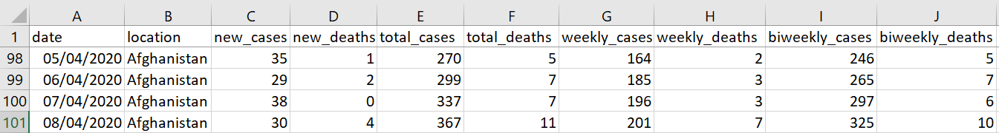 A B C D E F G H I J
1 date location new_cases new_deaths total_cases total_deaths weekly_cases weekly_deaths biweekly_cases biweekly_deaths
98 05/04/2020 Afghanistan 35 1 270 5 164 2 246 5
99 06/04/2020 Afghanistan 29 2 299 7 185 3 265 7
100 07/04/2020 Afghanistan 38 0 337 7 196 3 297 6
101 08/04/2020 Afghanistan 30 4 367 11 201 7 325 10